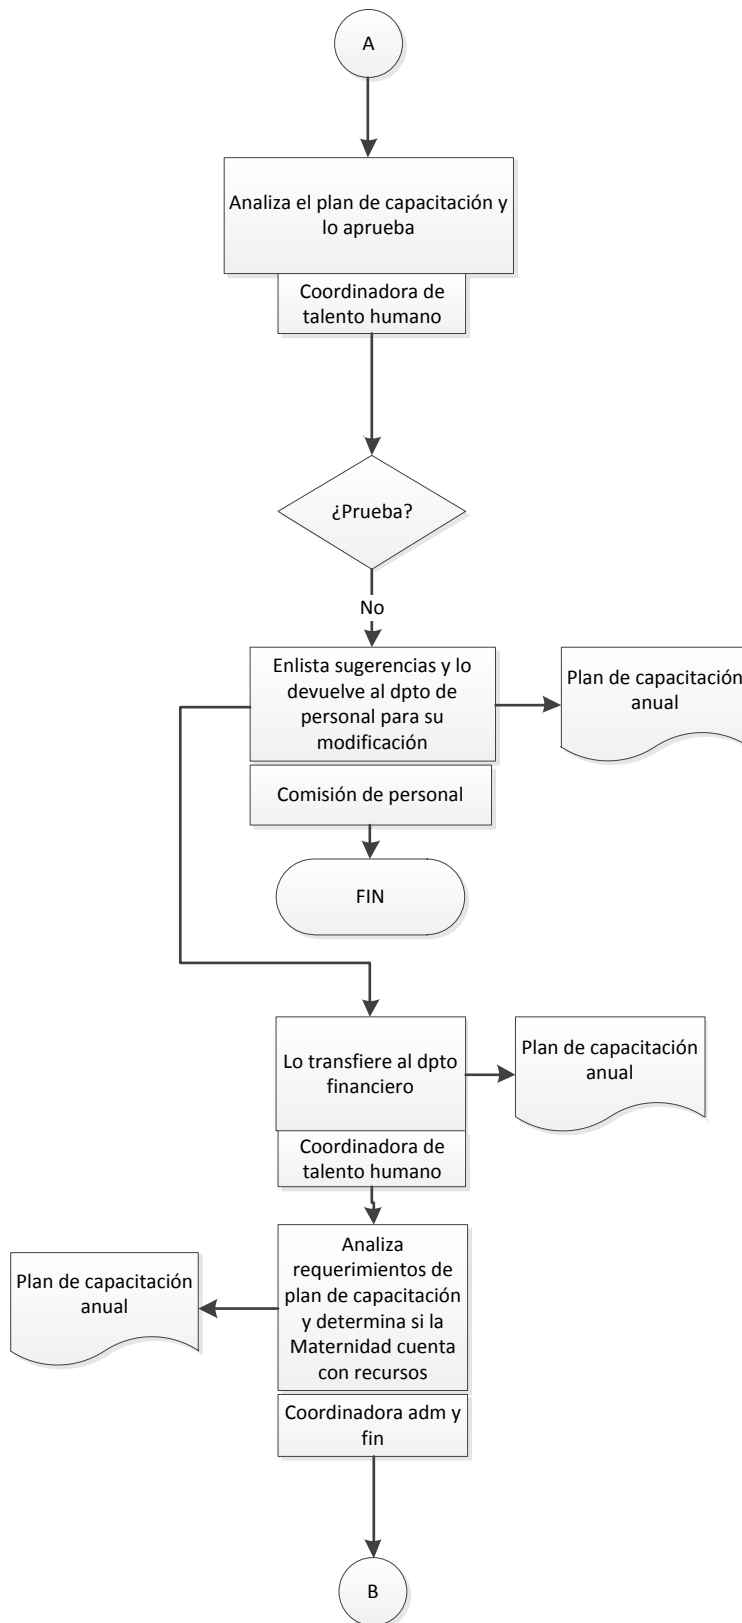 A
Analiza el plan de capacitación y
lo aprueba
Coordinadora de
talento humano
¿Prueba?
No
Enlista sugerencias y lo
devuelve al dpto de
personal para su
modificación
Plan de capacitación
anual
Comisión de personal
FIN
Lo transfiere al dpto
financiero
Plan de capacitación
anual
Coordinadora de
talento humano
Analiza
requerimientos de
plan de capacitación
y determina si la
Maternidad cuenta
con recursos
Plan de capacitación
anual
Coordinadora adm y
fin
B